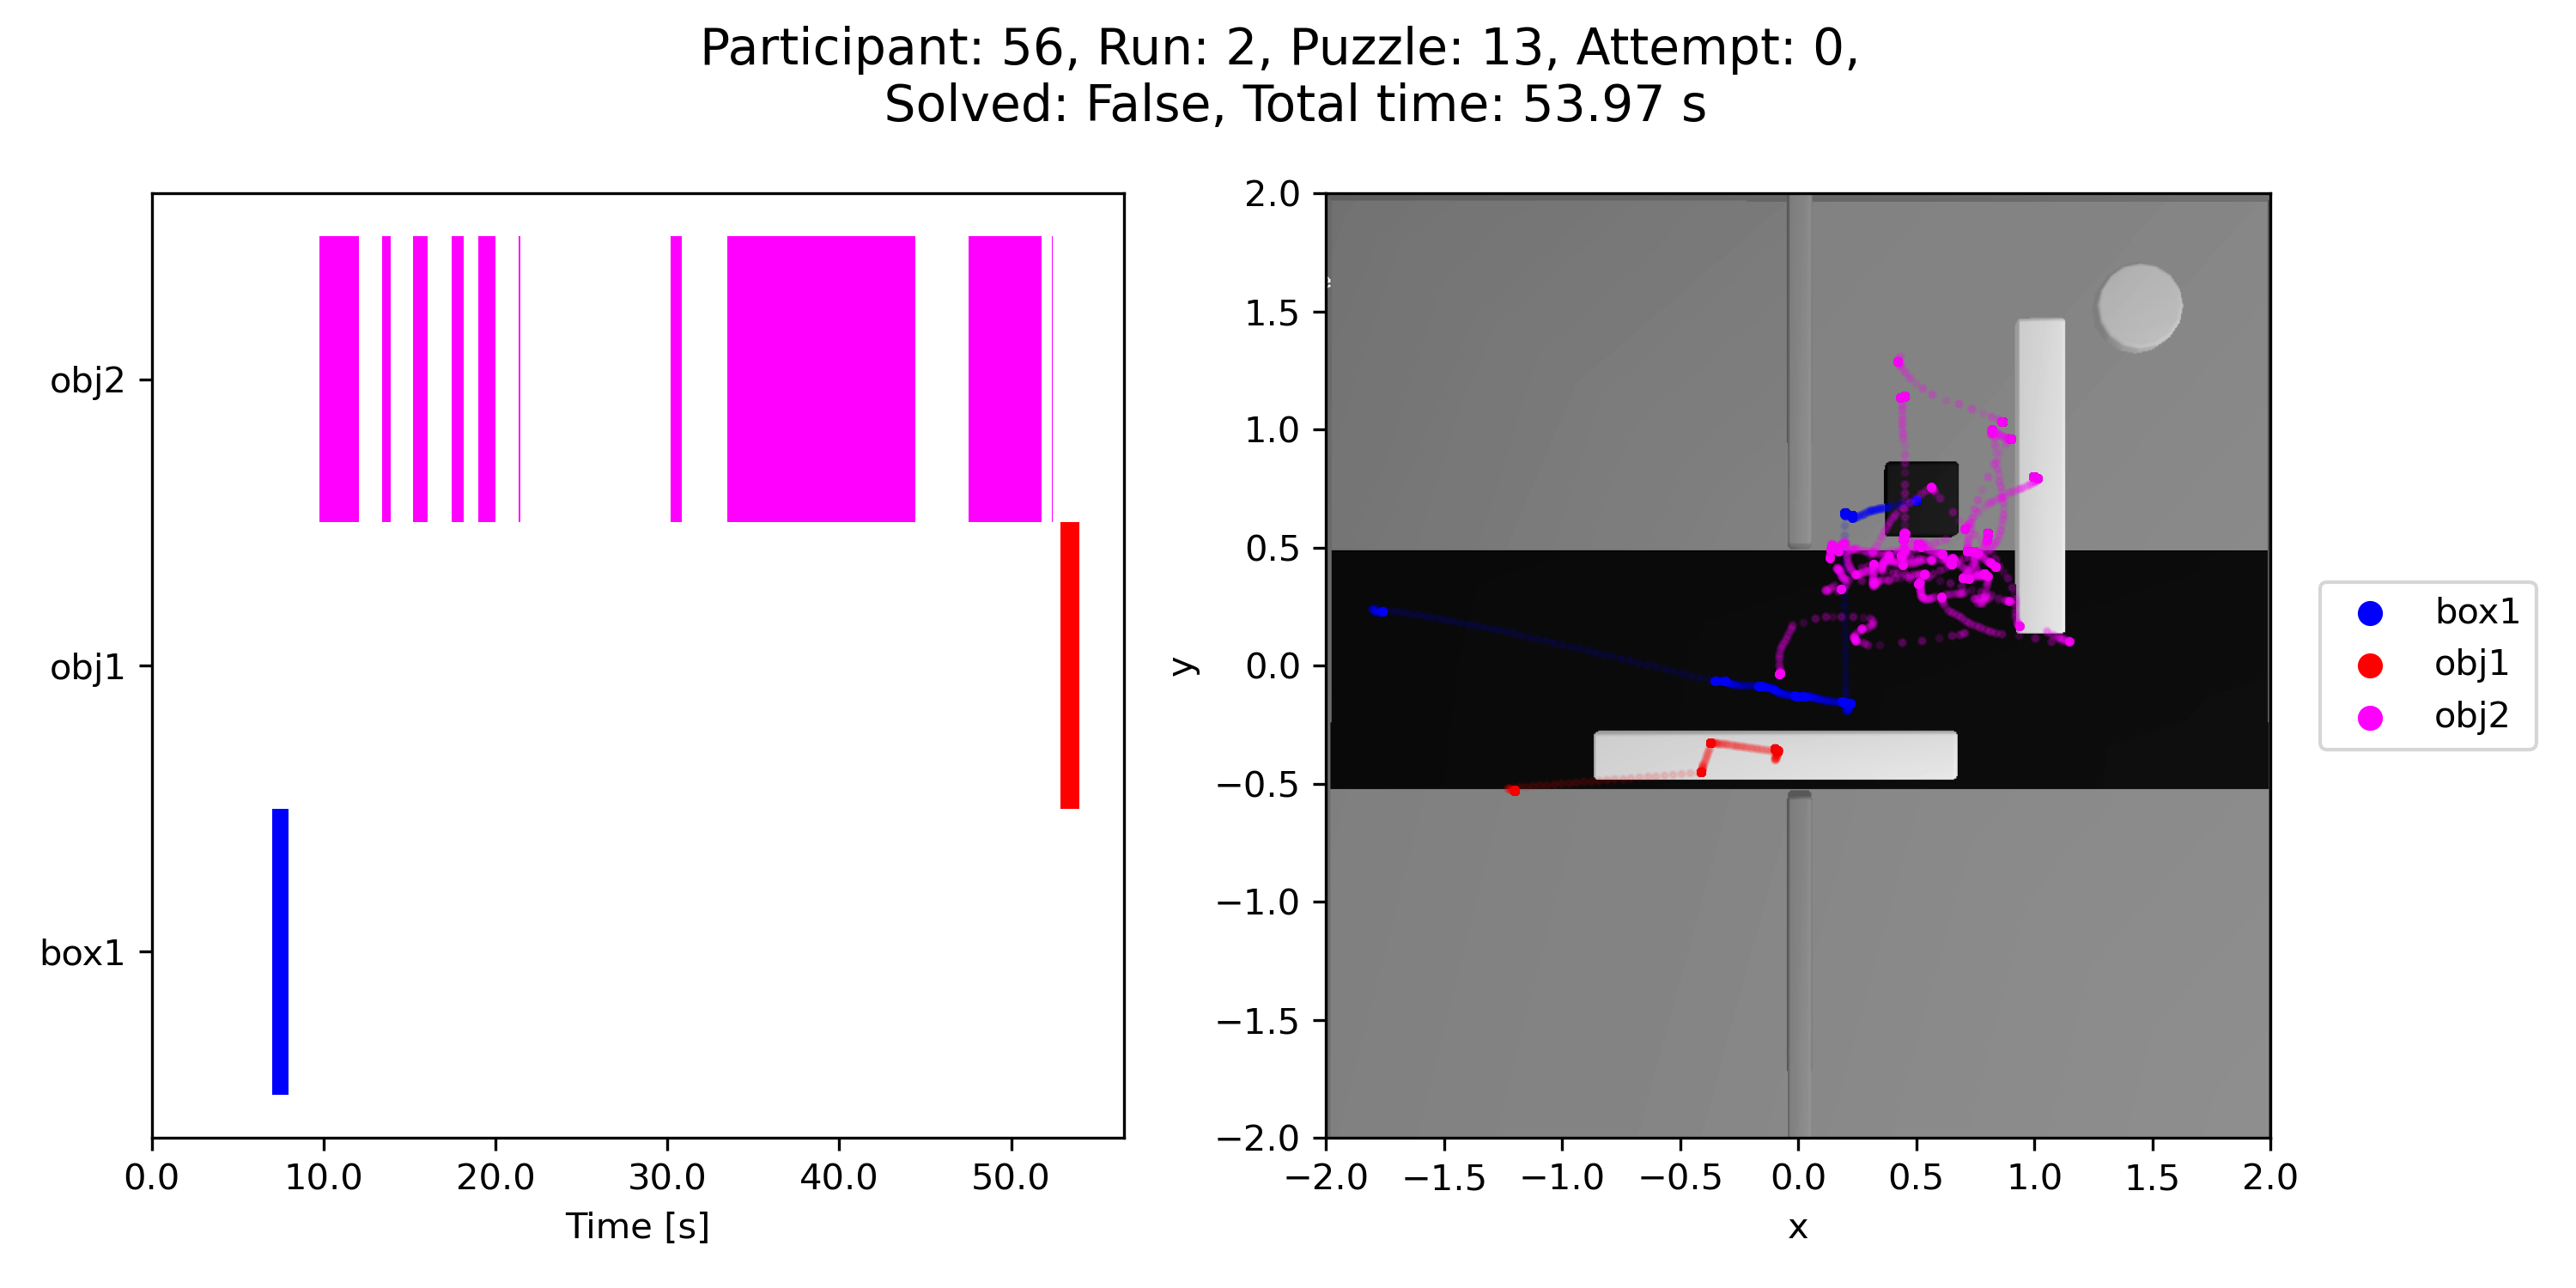 Participant: 56, Run: 2, Puzzle: 13, Attempt: 0,
Solved: False, Total time: 53.97 s
obj2
obj1
box1
0.0 10.0 20.0 30.0 40.0 50.0
Time [s]
2.0
1.5
1.0
0.5
0.0
−0.5
−1.0
−1.5
−2.0
y
−2.0 −1.5 −1.0 −0.5 0.0 0.5 1.0 1.5 2.0
x
box1
obj1
obj2